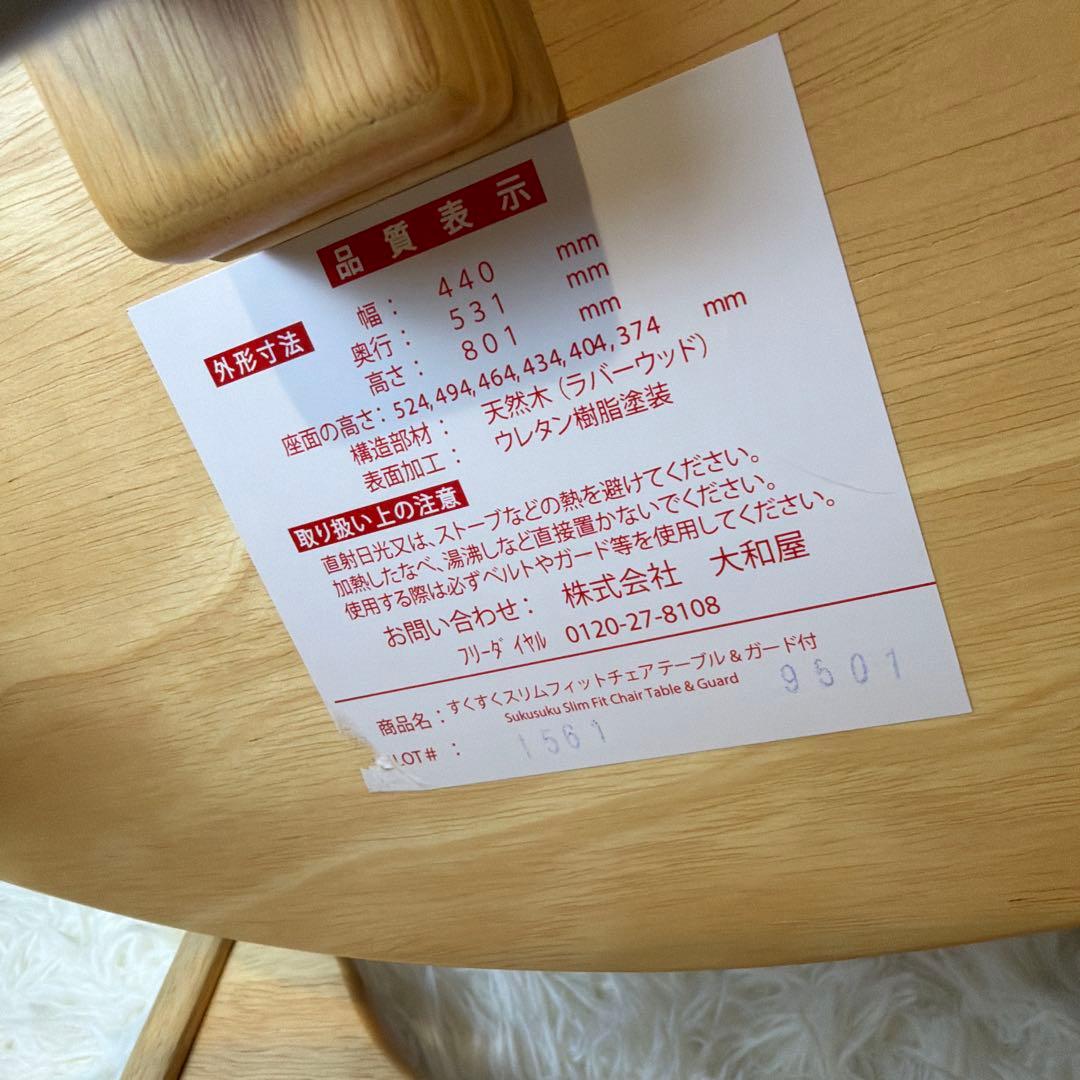 品質表示
外形寸法
幅： 440 mm
奥行： 531 mm
高さ： 801 mm
座面の高さ：524,494,464,434,404,374 mm
構造部材： 天然木（ラバーウッド）
表面加工： ウレタン樹脂塗装
取り扱い上の注意
直射日光又は、ストーブなどの熱を避けてください。
加熱したなべ、湯沸しなど直接置かないでください。
使用する際は必ずベルトやガード等を使用してください。
お問い合わせ： 株式会社 大和屋
ﾌﾘｰﾀﾞｲﾔﾙ 0120-27-8108
商品名：すくすくスリムフィットチェアテーブル＆ガード付
Sukusuku Slim Fit Chair Table & Guard
9501
LOT＃ ： 1561